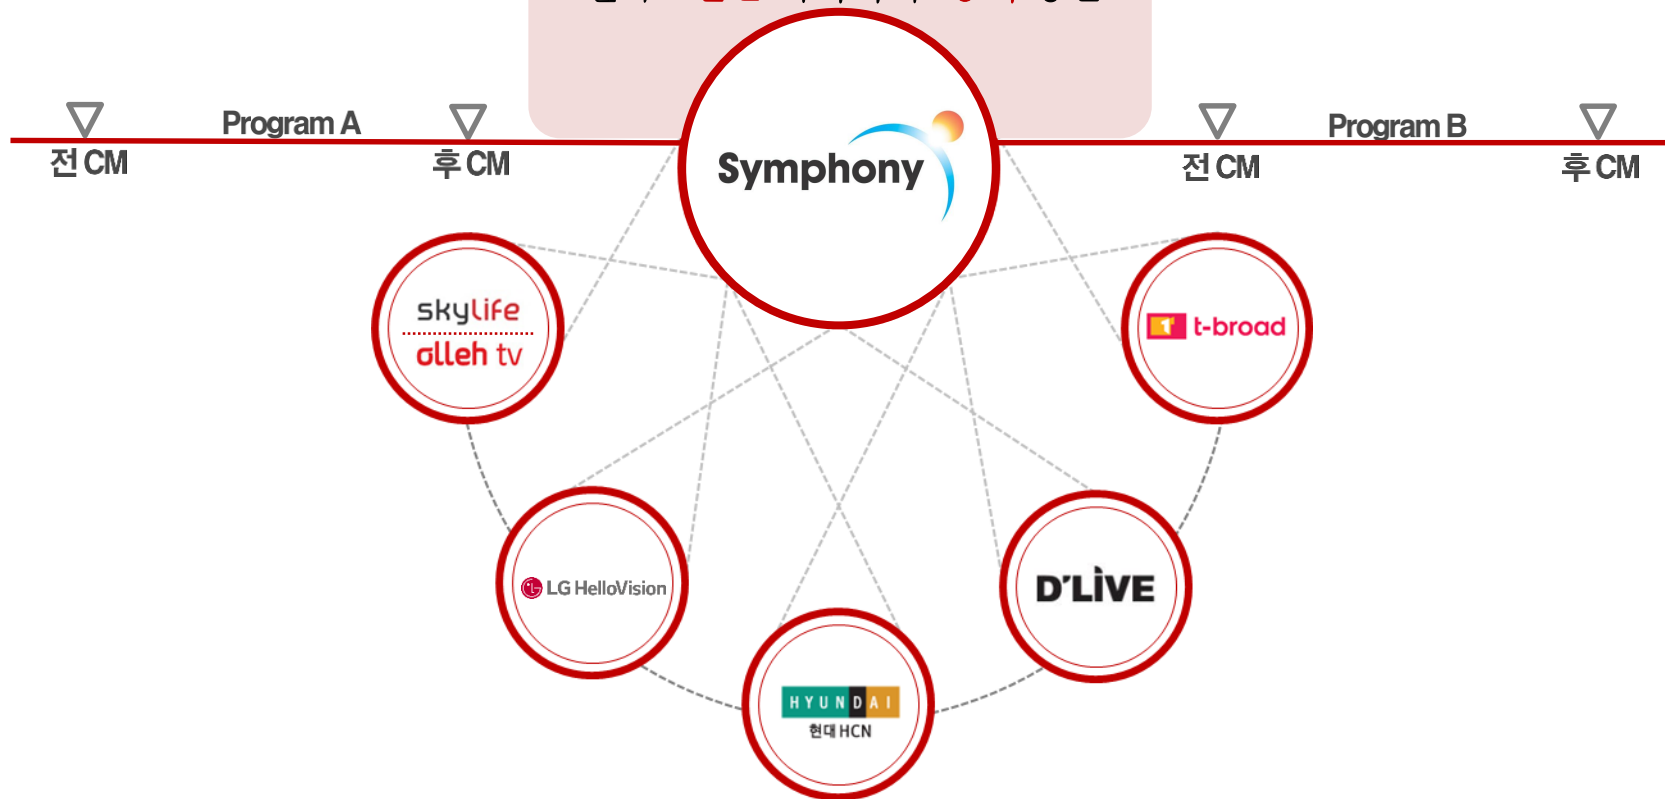 Program A
Program B
전 CM
후 CM
전 CM
후 CM
Symphony
skylife
olleh tv
t-broad
LG HelloVision
D'LIVE
HYUNDAI
현대 HCN